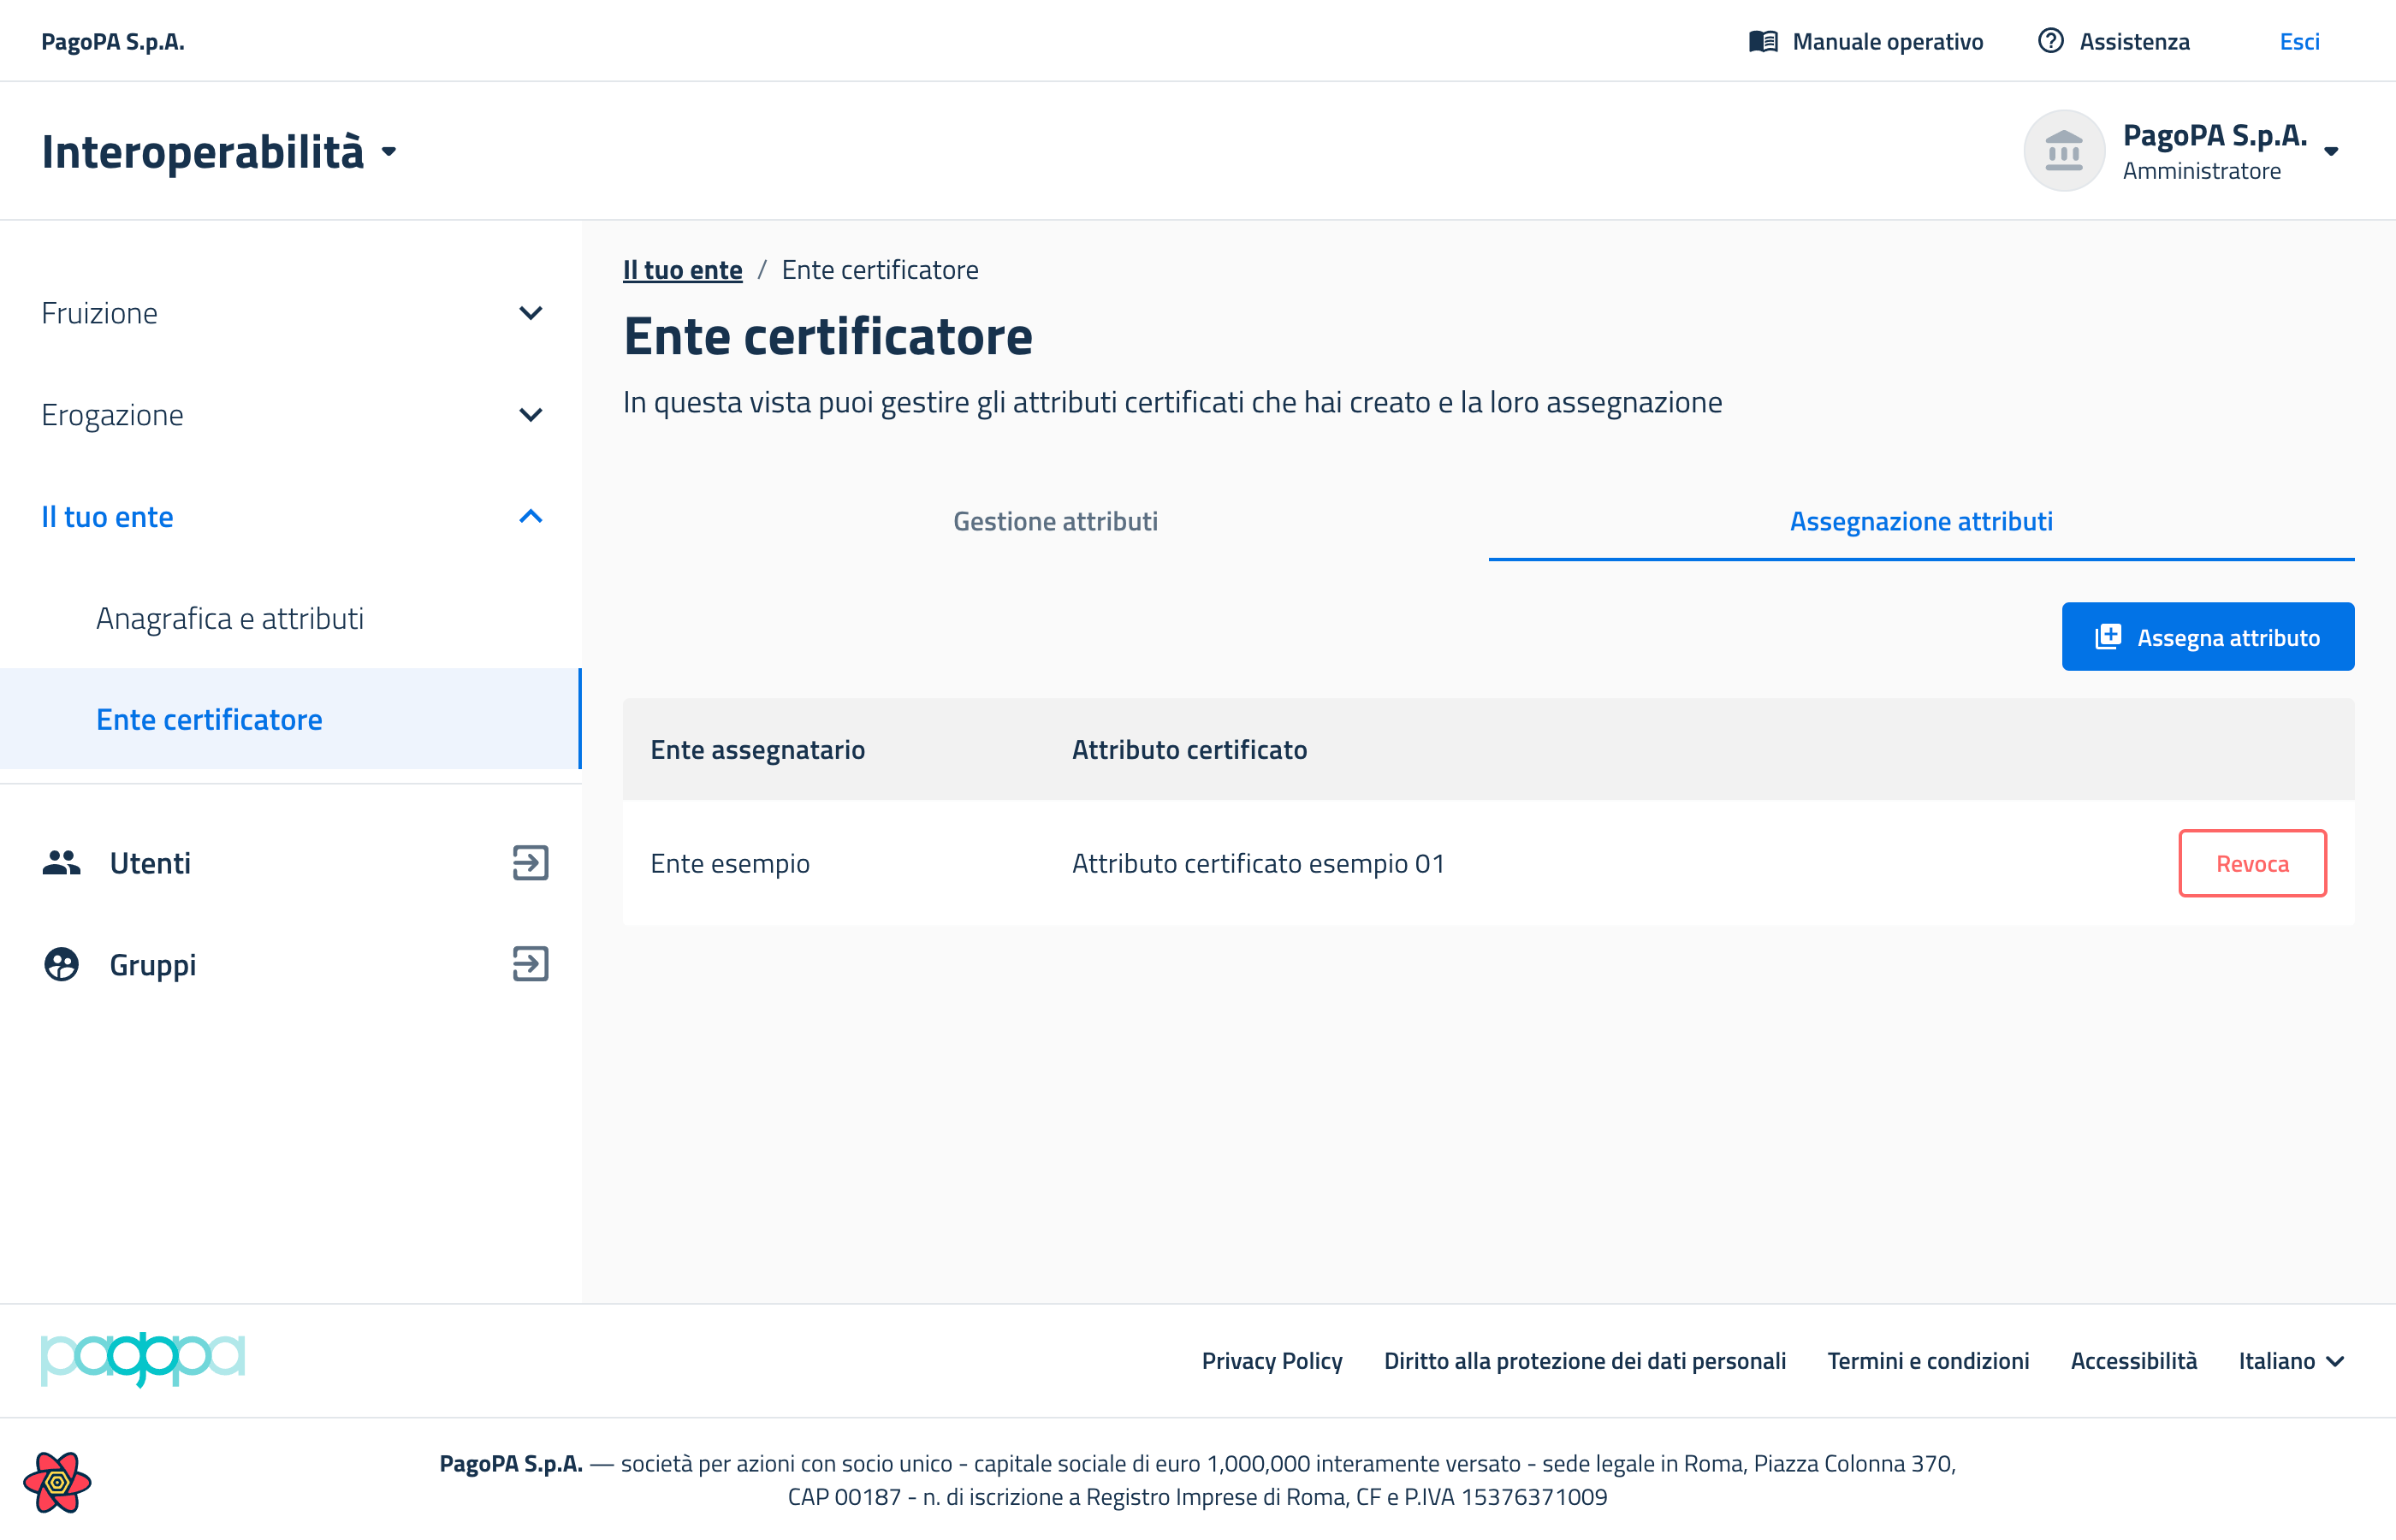 PagoPA S.p.A.
Manuale operativo
Assistenza
Esci
Interoperabilità
PagoPA S.p.A.
Amministratore
Fruizione
Erogazione
Il tuo ente
Anagrafica e attributi
Ente certificatore
Utenti
Gruppi
Il tuo ente / Ente certificatore
Ente certificatore
In questa vista puoi gestire gli attributi certificati che hai creato e la loro assegnazione
Gestione attributi
Assegnazione attributi
Assegna attributo
Ente assegnatario
Attributo certificato
Ente esempio
Attributo certificato esempio 01
Revoca
pagopa
Privacy Policy
Diritto alla protezione dei dati personali
Termini e condizioni
Accessibilità
Italiano
PagoPA S.p.A. — società per azioni con socio unico - capitale sociale di euro 1,000,000 interamente versato - sede legale in Roma, Piazza Colonna 370,
CAP 00187 - n. di iscrizione a Registro Imprese di Roma, CF e P.IVA 15376371009